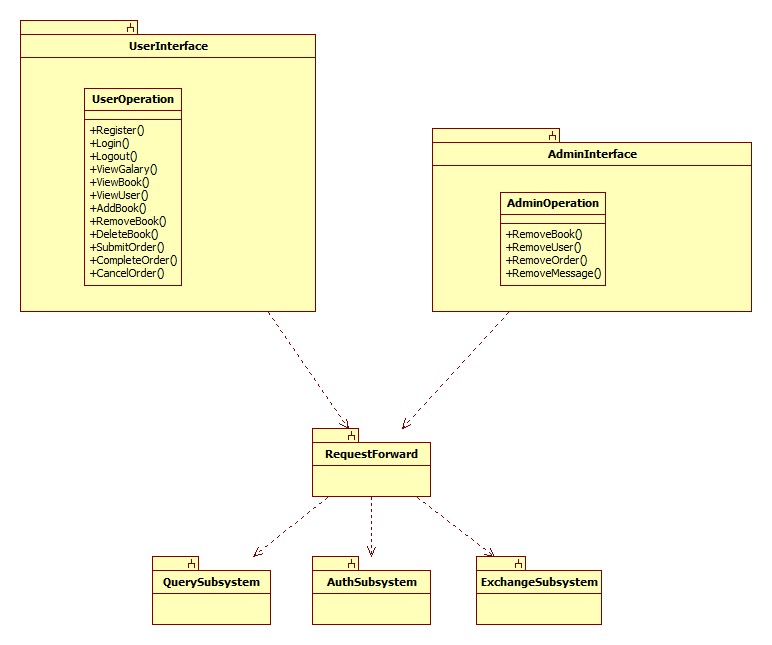 UserInterface
UserOperation
+Register()
+Login()
+Logout()
+ViewGalary()
+ViewBook()
+ViewUser()
+AddBook()
+RemoveBook()
+DeleteBook()
+SubmitOrder()
+CompleteOrder()
+CancelOrder()
AdminInterface
AdminOperation
+RemoveBook()
+RemoveUser()
+RemoveOrder()
+RemoveMessage()
RequestForward
QuerySubsystem
AuthSubsystem
ExchangeSubsystem